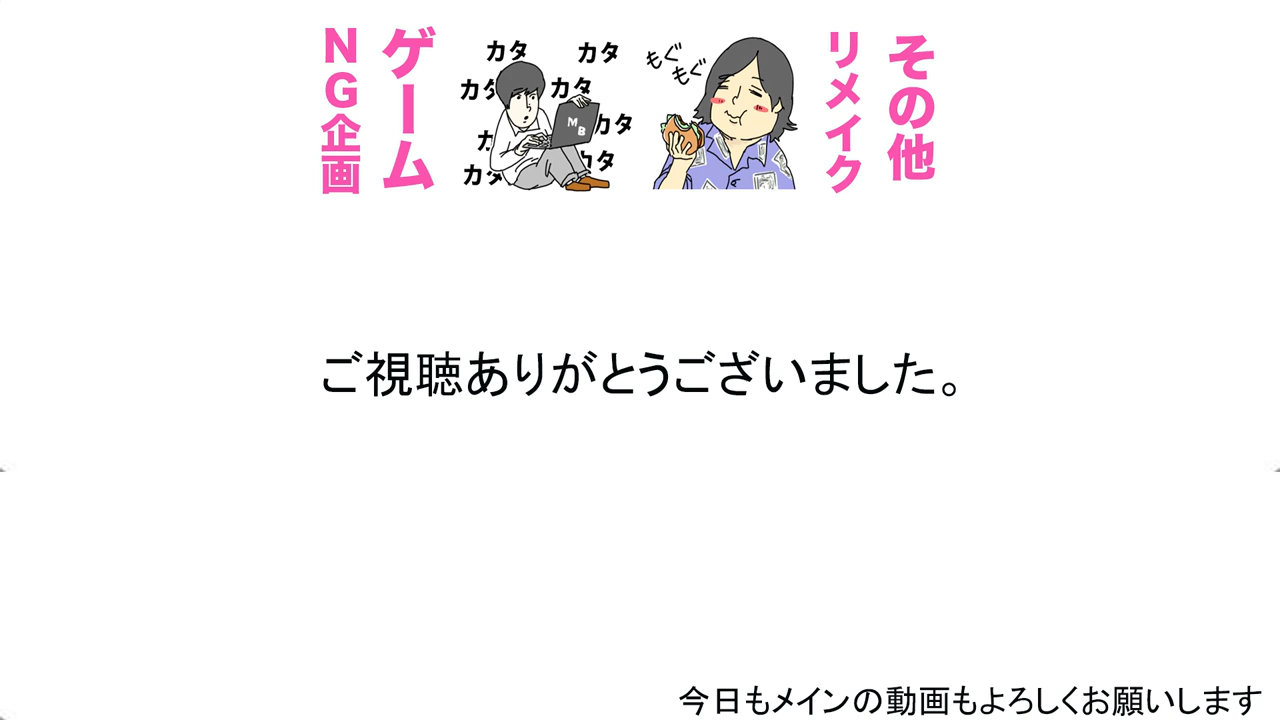 ゲーム
NG企画
カタ
カタ
カタ
カタ
カタ
カタ
MB
もぐ
もぐ
その他
リメイク
ご視聴ありがとうございました。
今日もメインの動画もよろしくお願いします